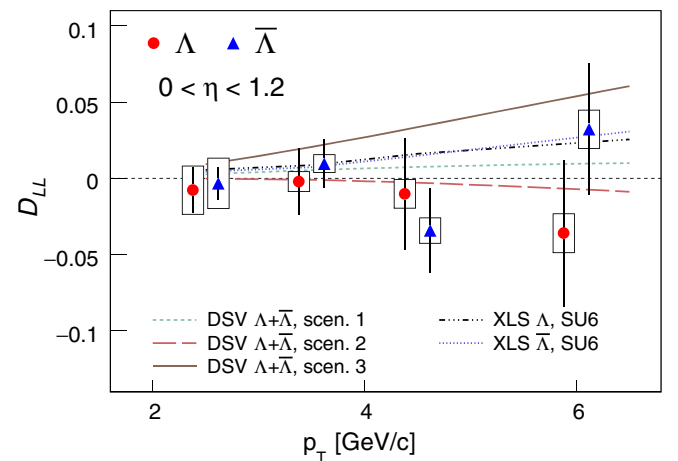 Λ Λ̅
0 < η < 1.2
0.1
0.05
0
−0.05
−0.1
D_LL
DSV Λ+Λ̅, scen. 1
DSV Λ+Λ̅, scen. 2
DSV Λ+Λ̅, scen. 3
XLS Λ, SU6
XLS Λ̅, SU6
2 4 6
p_T [GeV/c]